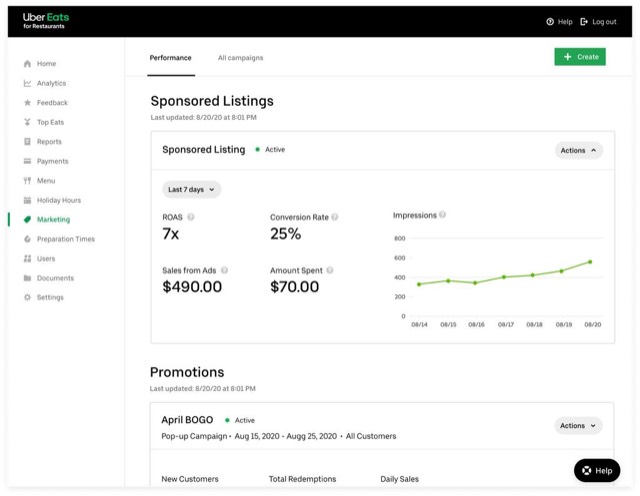 Uber Eats
for Restaurants
Help
Log out
Home
Analytics
Feedback
Top Eats
Reports
Payments
Menu
Holiday Hours
Marketing
Preparation Times
Users
Documents
Settings
Performance
All campaigns
+ Create
Sponsored Listings
Last updated: 8/20/20 at 8:01 PM
Sponsored Listing • Active
Actions
Last 7 days
ROAS
7x
Conversion Rate
25%
Sales from Ads
$490.00
Amount Spent
$70.00
Impressions
800
600
400
200
0
08/14 08/15 08/16 08/17 08/18 08/19 08/20
Promotions
Last updated: 8/20/20 at 8:01 PM
April BOGO • Active
Pop-up Campaign • Aug 15, 2020 - Augg 25, 2020 • All Customers
Actions
New Customers
Total Redemptions
Daily Sales
Help